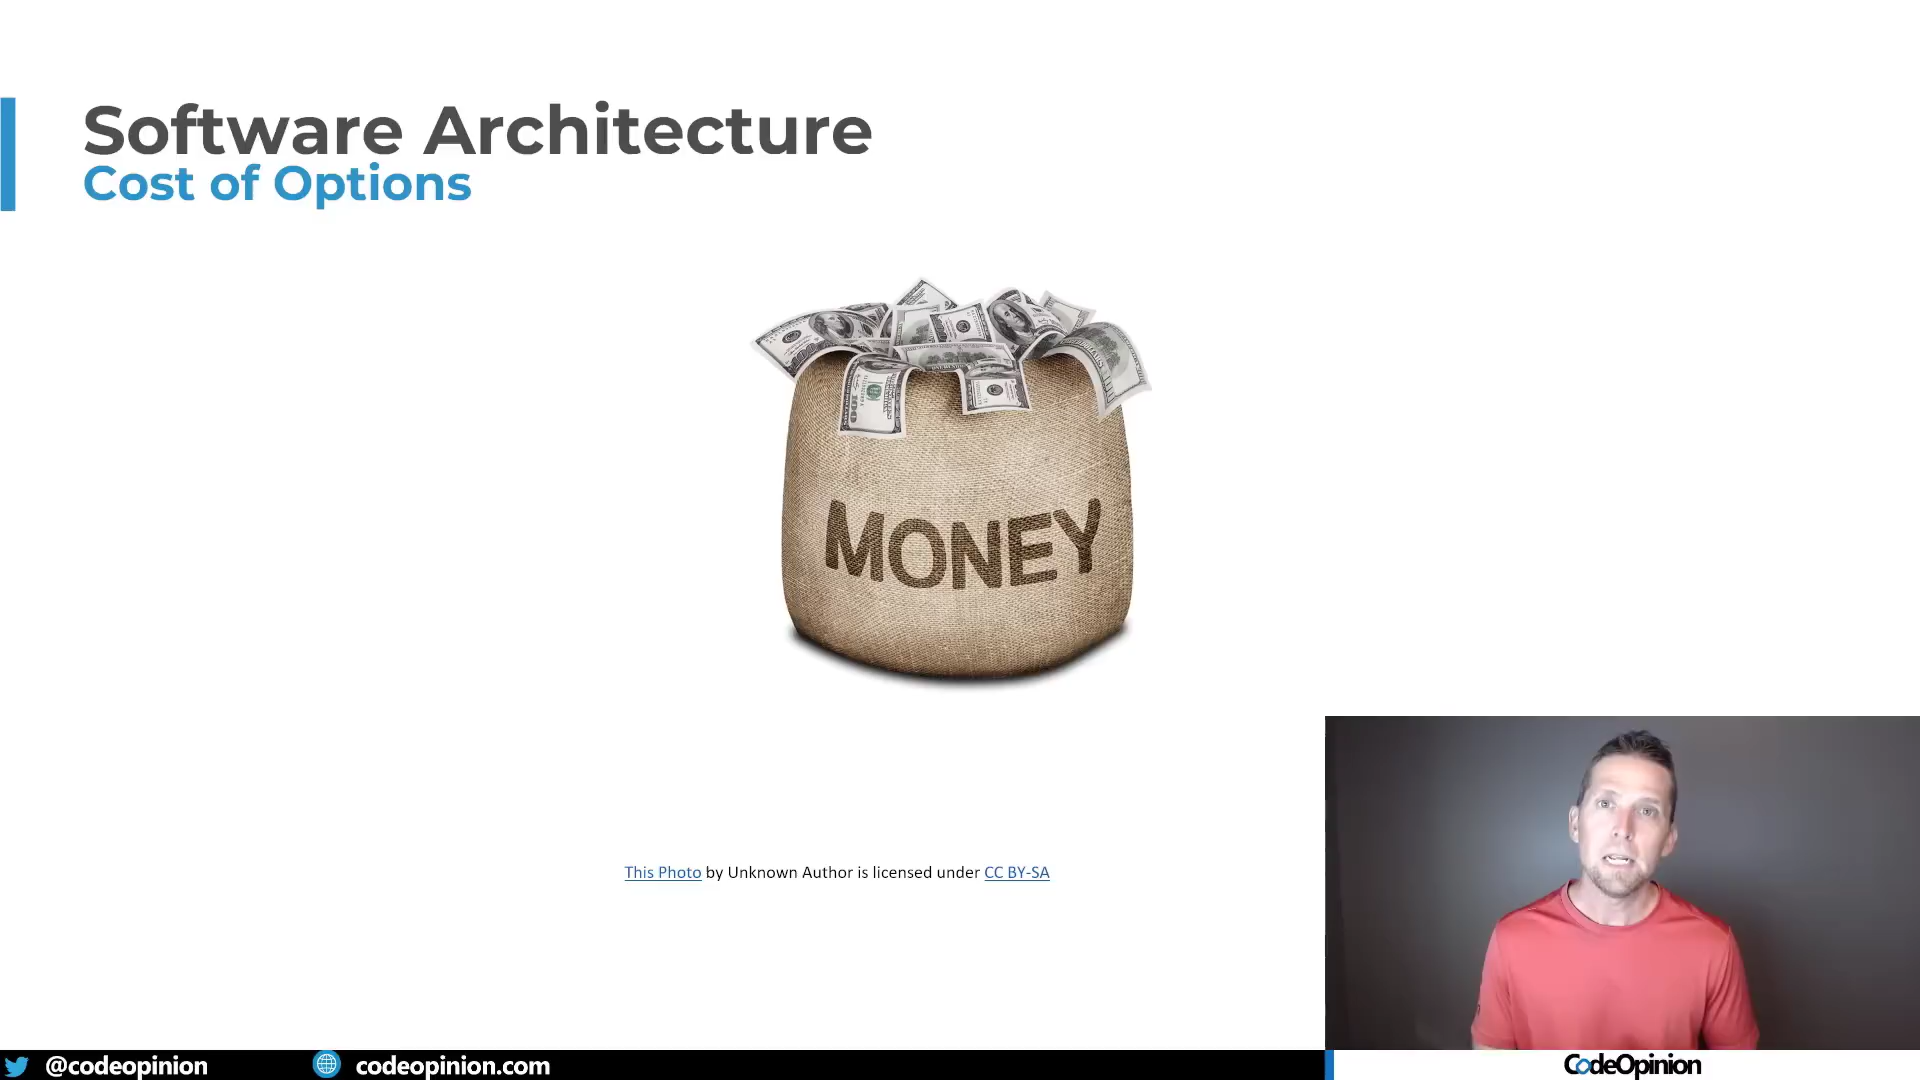 Software Architecture
Cost of Options
MONEY
This Photo by Unknown Author is licensed under CC BY-SA
@codeopinion
codeopinion.com
CodeOpinion